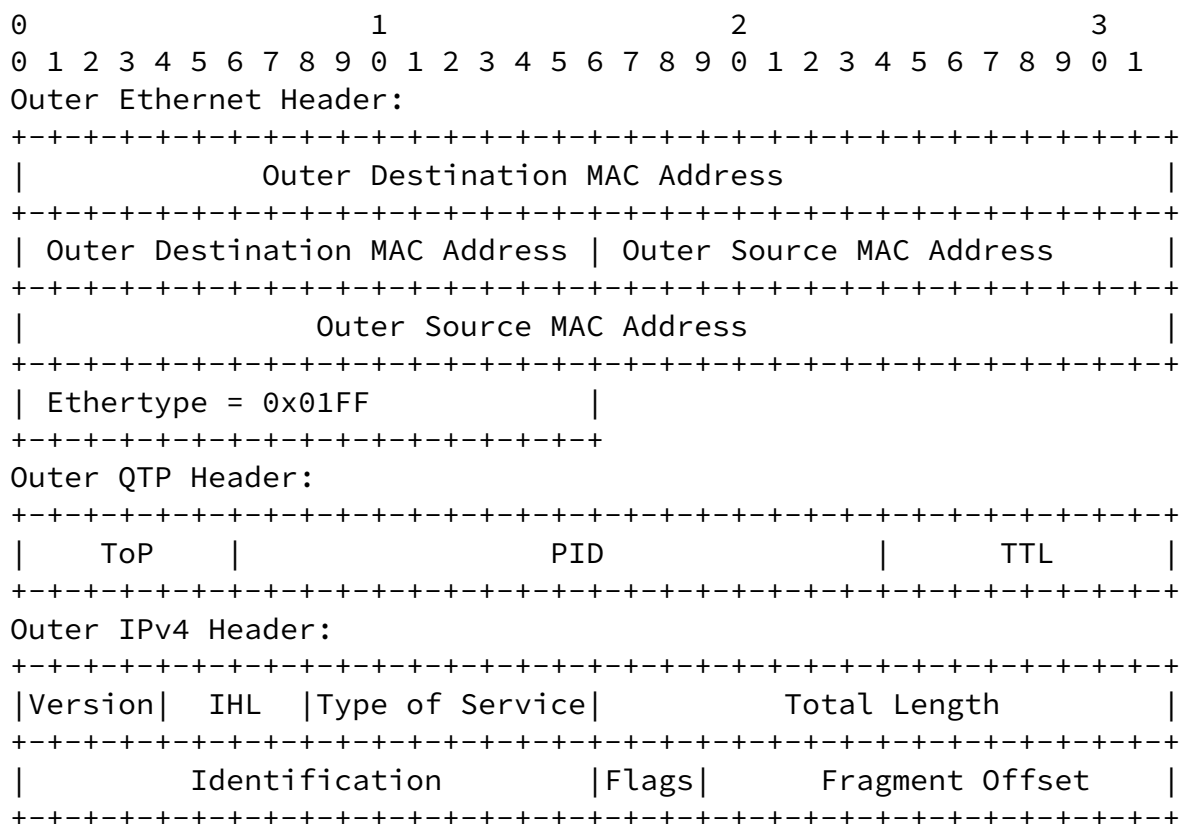 0                   1                   2                   3
0 1 2 3 4 5 6 7 8 9 0 1 2 3 4 5 6 7 8 9 0 1 2 3 4 5 6 7 8 9 0 1
Outer Ethernet Header:
+-+-+-+-+-+-+-+-+-+-+-+-+-+-+-+-+-+-+-+-+-+-+-+-+-+-+-+-+-+-+-+-+
|             Outer Destination MAC Address                     |
+-+-+-+-+-+-+-+-+-+-+-+-+-+-+-+-+-+-+-+-+-+-+-+-+-+-+-+-+-+-+-+-+
| Outer Destination MAC Address | Outer Source MAC Address      |
+-+-+-+-+-+-+-+-+-+-+-+-+-+-+-+-+-+-+-+-+-+-+-+-+-+-+-+-+-+-+-+-+
|                Outer Source MAC Address                       |
+-+-+-+-+-+-+-+-+-+-+-+-+-+-+-+-+-+-+-+-+-+-+-+-+-+-+-+-+-+-+-+-+
| Ethertype = 0x01FF            |
+-+-+-+-+-+-+-+-+-+-+-+-+-+-+-+-+
Outer QTP Header:
+-+-+-+-+-+-+-+-+-+-+-+-+-+-+-+-+-+-+-+-+-+-+-+-+-+-+-+-+-+-+-+-+
|    ToP    |                 PID               |      TTL      |
+-+-+-+-+-+-+-+-+-+-+-+-+-+-+-+-+-+-+-+-+-+-+-+-+-+-+-+-+-+-+-+-+
Outer IPv4 Header:
+-+-+-+-+-+-+-+-+-+-+-+-+-+-+-+-+-+-+-+-+-+-+-+-+-+-+-+-+-+-+-+-+
|Version|  IHL  |Type of Service|          Total Length         |
+-+-+-+-+-+-+-+-+-+-+-+-+-+-+-+-+-+-+-+-+-+-+-+-+-+-+-+-+-+-+-+-+
|         Identification        |Flags|      Fragment Offset    |
+-+-+-+-+-+-+-+-+-+-+-+-+-+-+-+-+-+-+-+-+-+-+-+-+-+-+-+-+-+-+-+-+